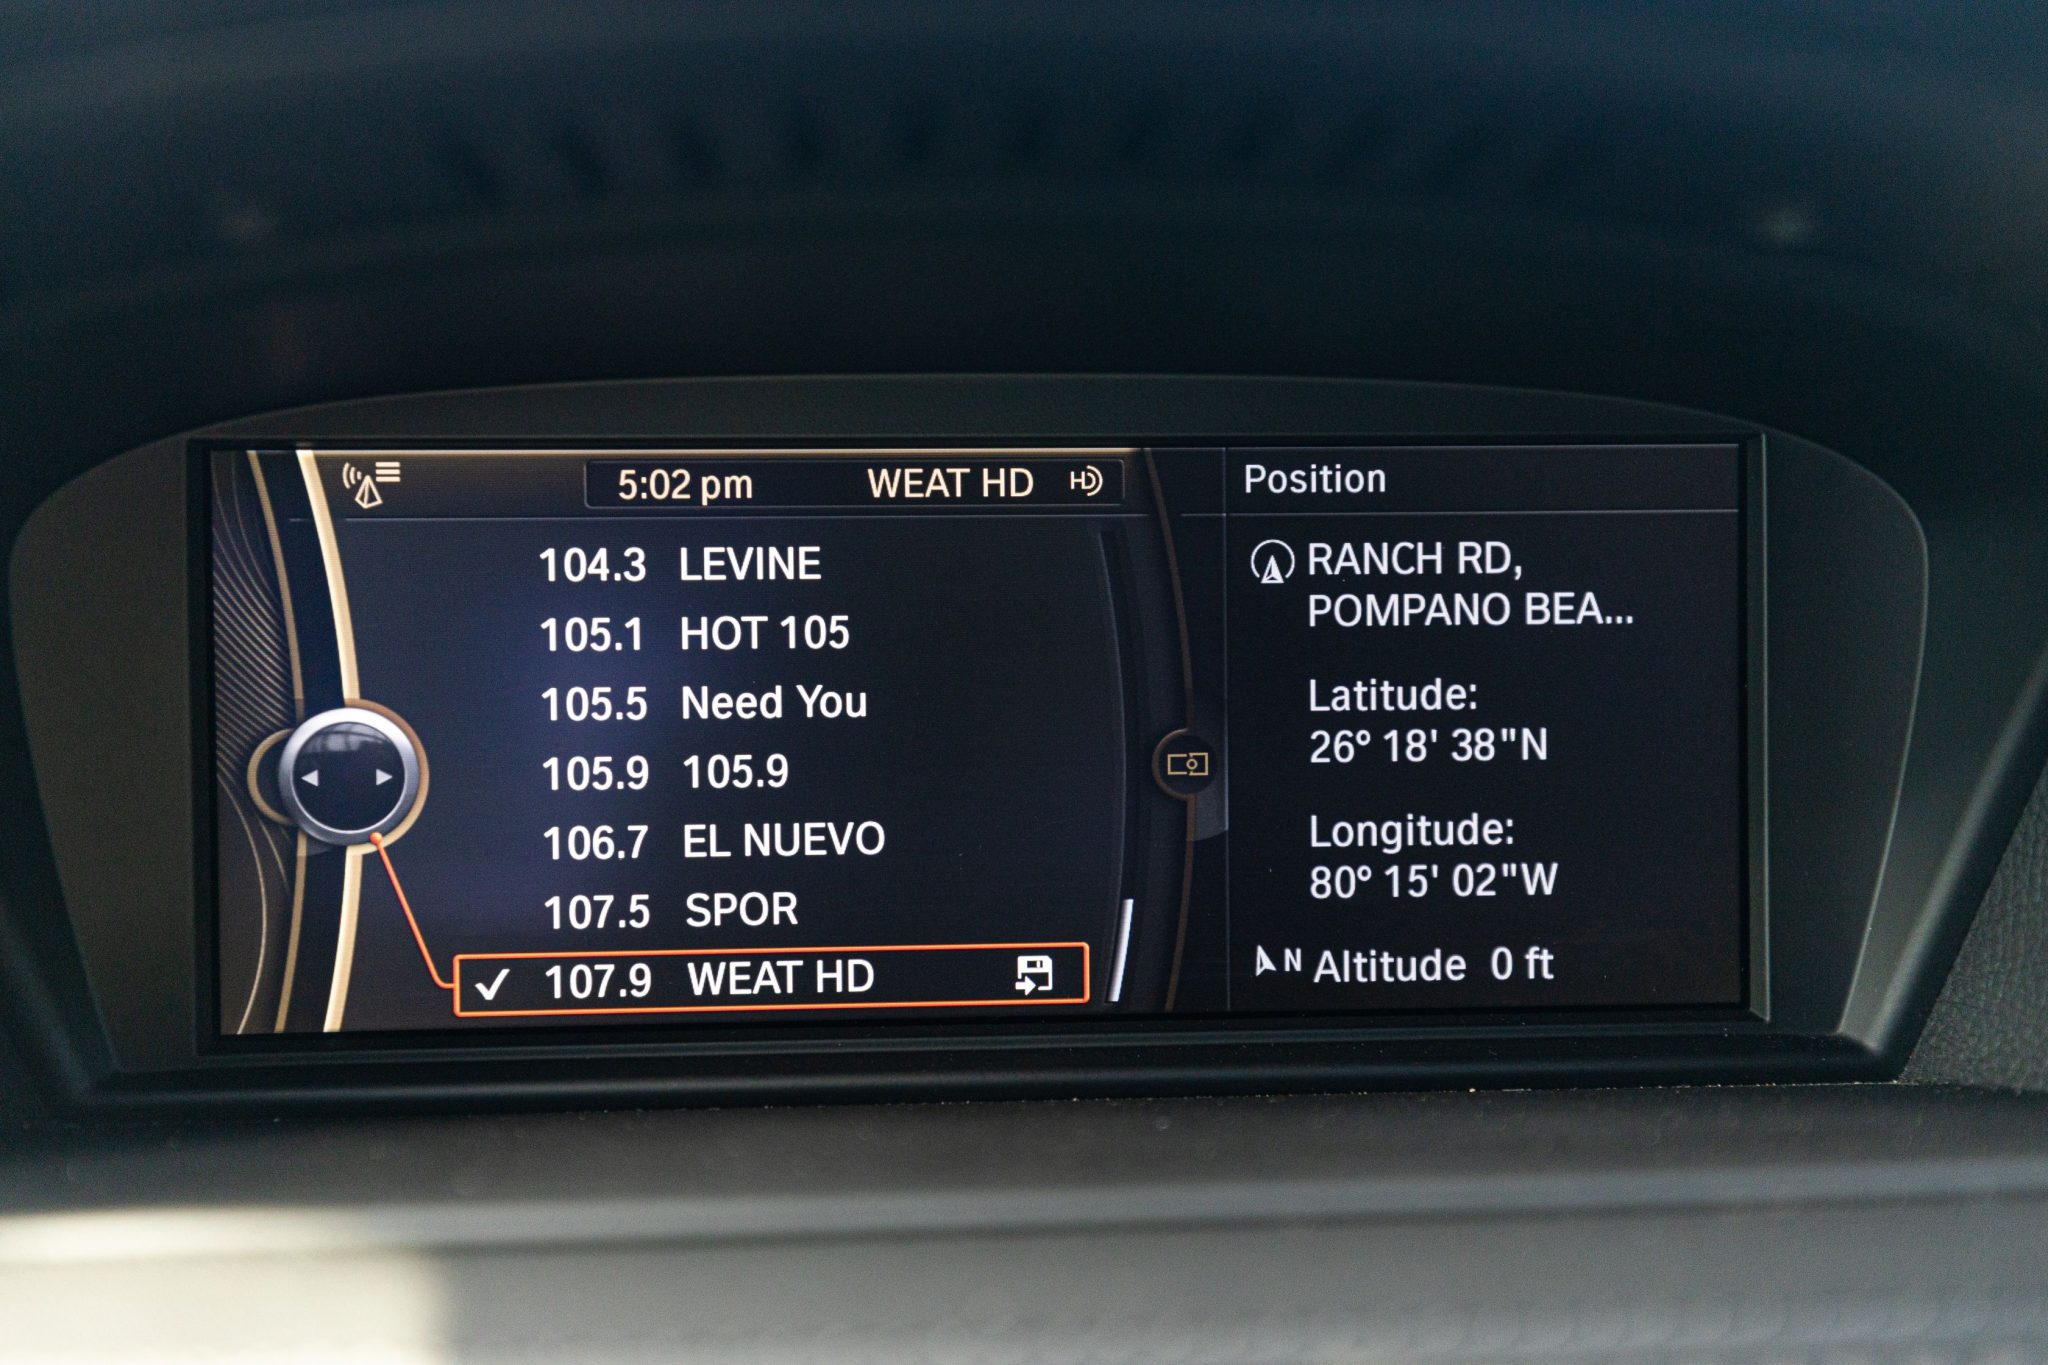 5:02 pm WEAT HD HD
104.3 LEVINE
105.1 HOT 105
105.5 Need You
105.9 105.9
106.7 EL NUEVO
107.5 SPOR
107.9 WEAT HD
Position
RANCH RD,
POMPANO BEA...
Latitude:
26° 18' 38"N
Longitude:
80° 15' 02"W
N Altitude 0 ft